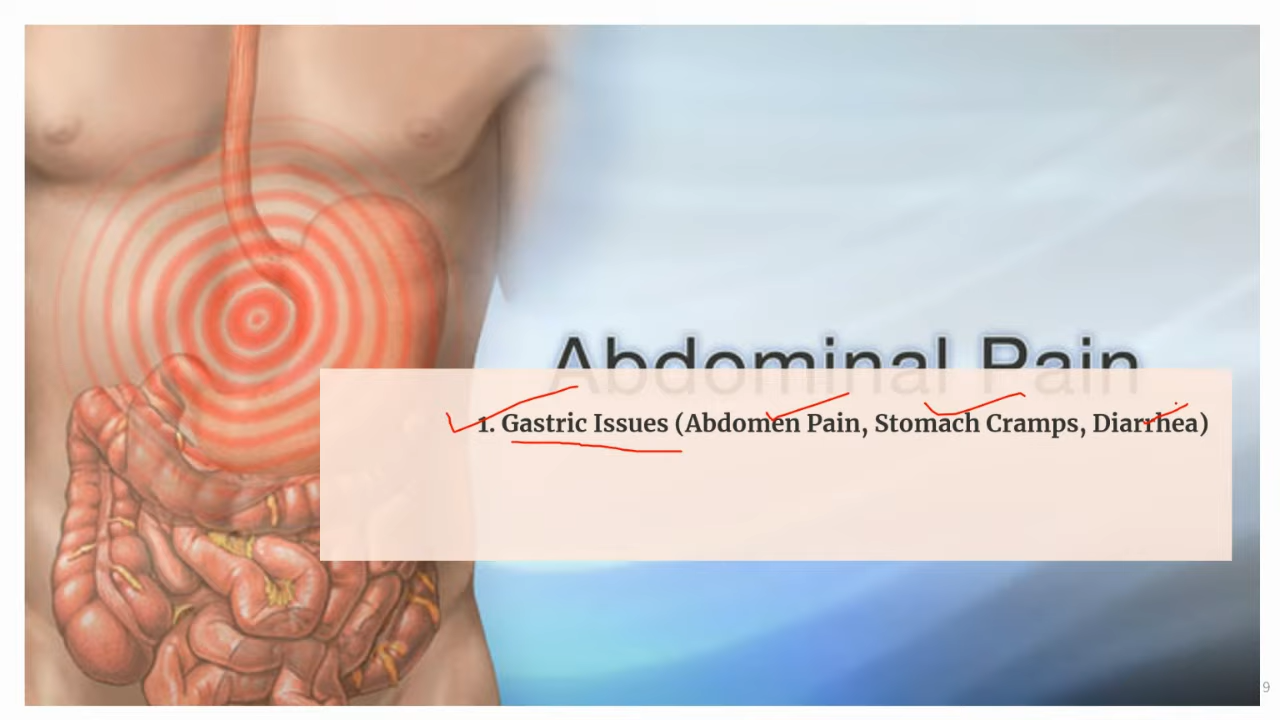 Abdominal Pain
1. Gastric Issues (Abdomen Pain, Stomach Cramps, Diarrhea)
9